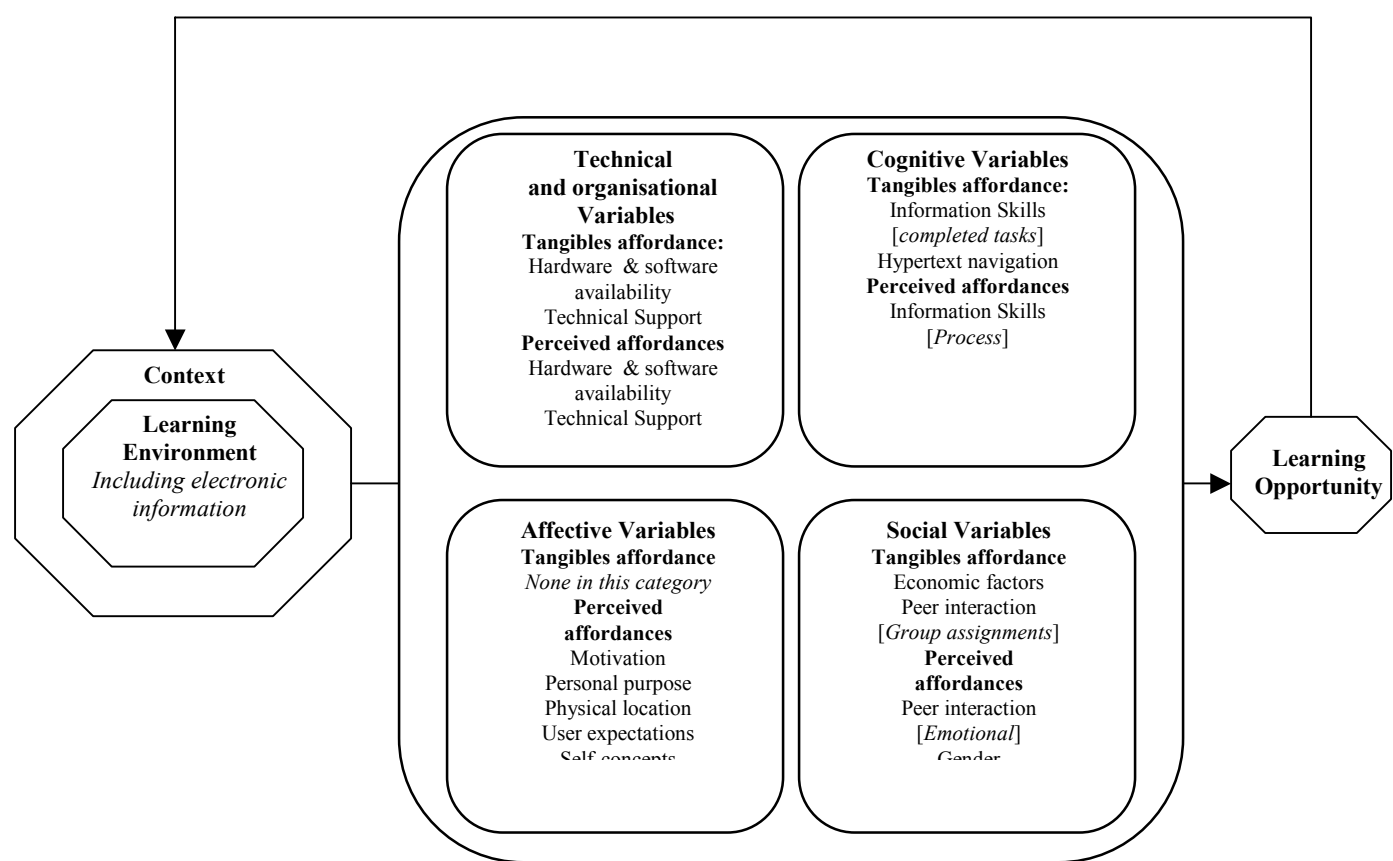 Context
Learning
Environment
Including electronic
information
Technical
and organisational
Variables
Tangibles affordance:
Hardware & software
availability
Technical Support
Perceived affordances
Hardware & software
availability
Technical Support
Cognitive Variables
Tangibles affordance:
Information Skills
[completed tasks]
Hypertext navigation
Perceived affordances
Information Skills
[Process]
Affective Variables
Tangibles affordance
None in this category
Perceived
affordances
Motivation
Personal purpose
Physical location
User expectations
Self-concepts
Social Variables
Tangibles affordance
Economic factors
Peer interaction
[Group assignments]
Perceived
affordances
Peer interaction
[Emotional]
Gender
Learning
Opportunity